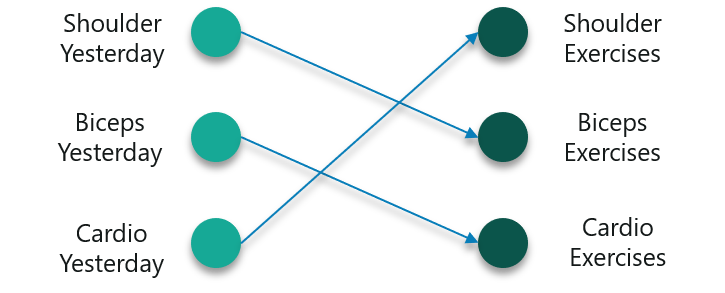 Shoulder
Yesterday
Shoulder
Exercises
Biceps
Yesterday
Biceps
Exercises
Cardio
Yesterday
Cardio
Exercises